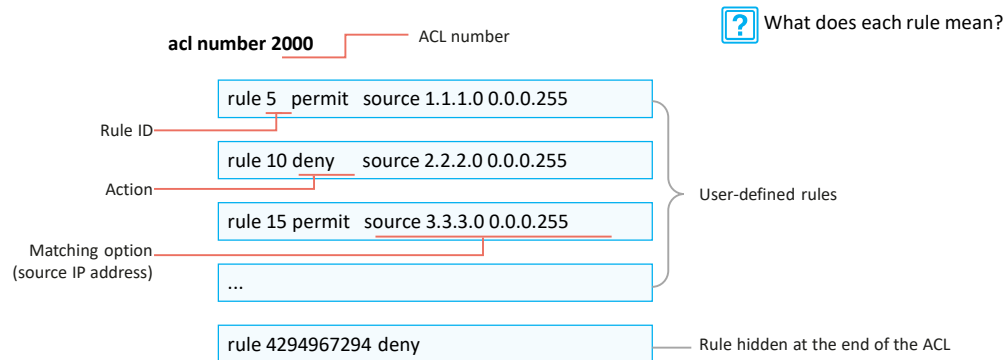 ? What does each rule mean?
acl number 2000
ACL number
rule 5 permit source 1.1.1.0 0.0.0.255
Rule ID
rule 10 deny source 2.2.2.0 0.0.0.255
Action
User-defined rules
rule 15 permit source 3.3.3.0 0.0.0.255
Matching option
(source IP address)
...
rule 4294967294 deny
Rule hidden at the end of the ACL